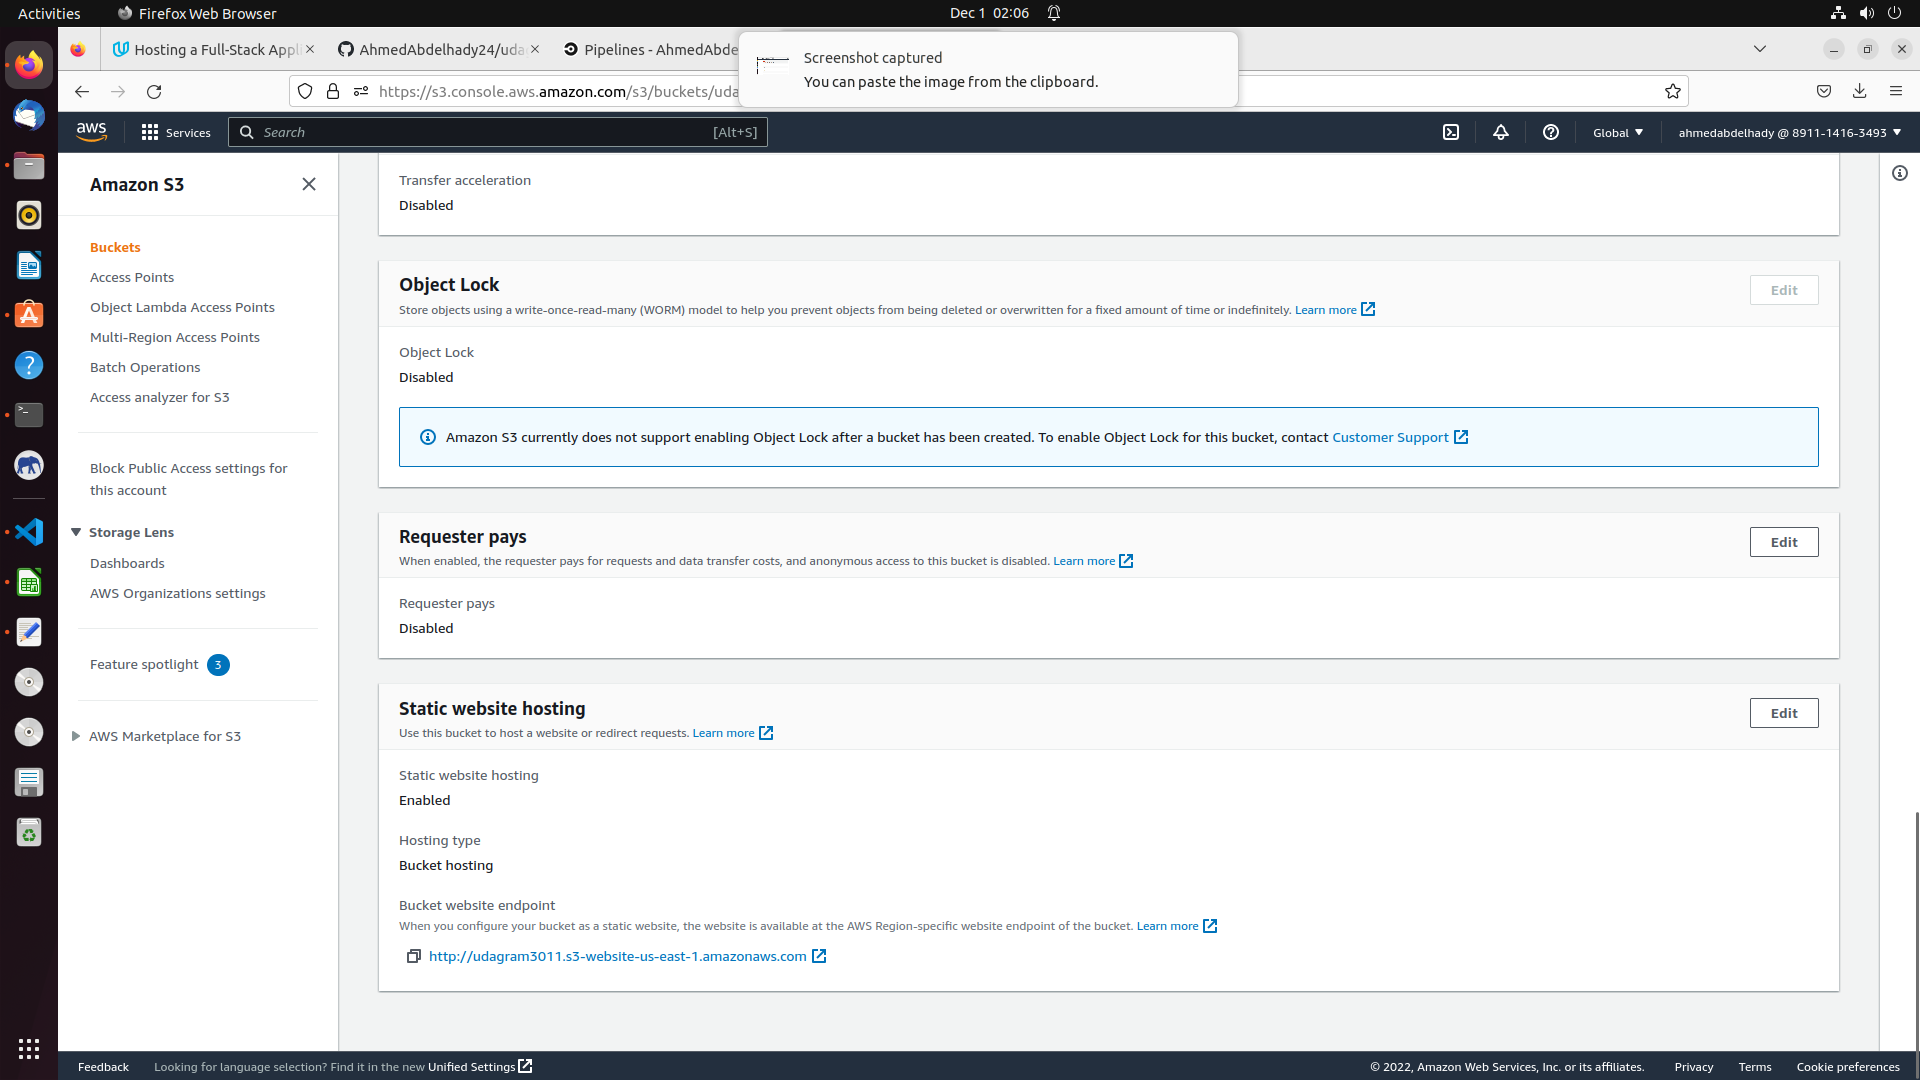 Activities
Firefox Web Browser
Dec 1 02:06
Hosting a Full-Stack Appl
AhmedAbdelhady24/uda
Pipelines - AhmedAbde
Screenshot captured
You can paste the image from the clipboard.
https://s3.console.aws.amazon.com/s3/buckets/uda
aws
Services
Search
[Alt+S]
Global
ahmedabdelhady @ 8911-1416-3493
Amazon S3
Buckets
Access Points
Object Lambda Access Points
Multi-Region Access Points
Batch Operations
Access analyzer for S3
Block Public Access settings for
this account
Storage Lens
Dashboards
AWS Organizations settings
Feature spotlight 3
AWS Marketplace for S3
Transfer acceleration
Disabled
Object Lock
Edit
Store objects using a write-once-read-many (WORM) model to help you prevent objects from being deleted or overwritten for a fixed amount of time or indefinitely. Learn more
Object Lock
Disabled
Amazon S3 currently does not support enabling Object Lock after a bucket has been created. To enable Object Lock for this bucket, contact Customer Support
Requester pays
Edit
When enabled, the requester pays for requests and data transfer costs, and anonymous access to this bucket is disabled. Learn more
Requester pays
Disabled
Static website hosting
Edit
Use this bucket to host a website or redirect requests. Learn more
Static website hosting
Enabled
Hosting type
Bucket hosting
Bucket website endpoint
When you configure your bucket as a static website, the website is available at the AWS Region-specific website endpoint of the bucket. Learn more
http://udagram3011.s3-website-us-east-1.amazonaws.com
Feedback
Looking for language selection? Find it in the new Unified Settings
© 2022, Amazon Web Services, Inc. or its affiliates.
Privacy
Terms
Cookie preferences